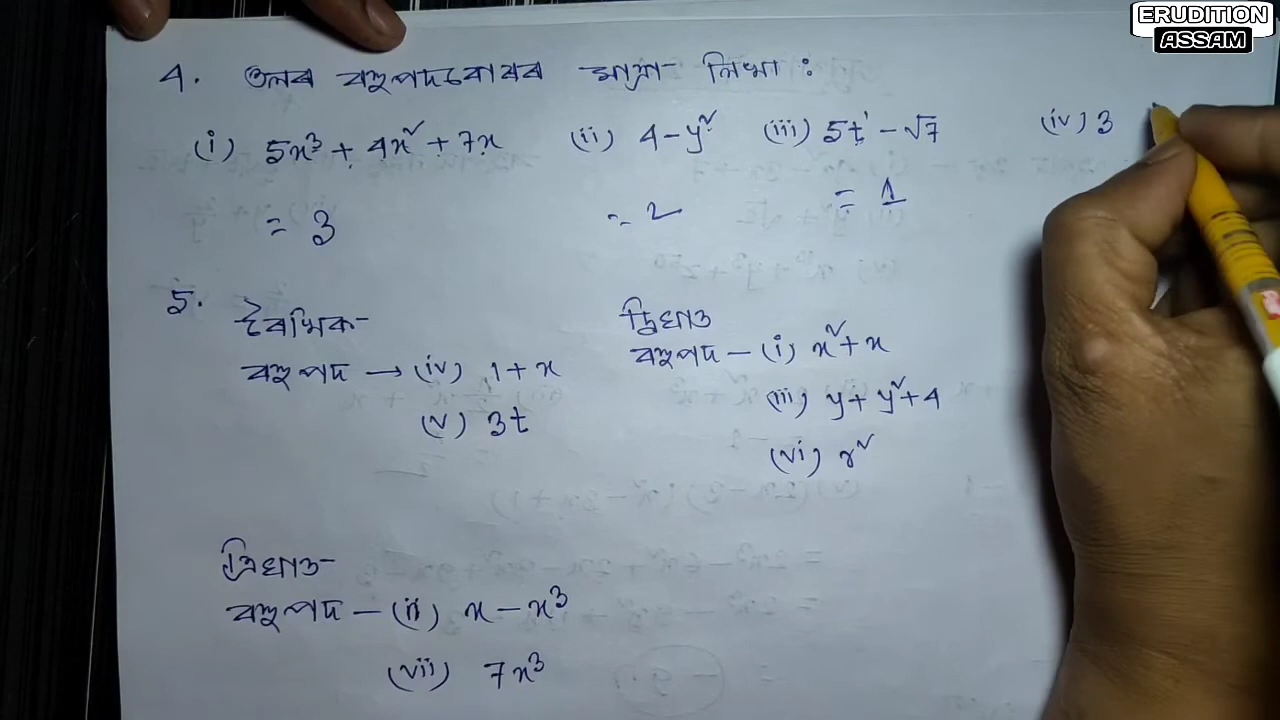 ERUDITION
ASSAM
4. তলৰ বহুপদবোৰৰ মাত্ৰা লিখা :
(i) 5x³ + 4x² + 7x (ii) 4 - y² (iii) 5t¹ - √7 (iv) 3
= 3 = 2 = 1
5. ৰৈখিক দ্বিঘাত
বহুপদ → (iv) 1 + x বহুপদ - (i) x² + x
(v) 3t (iii) y + y² + 4
(vi) r²
ত্ৰিঘাত
বহুপদ - (ii) x - x³
(vii) 7x³